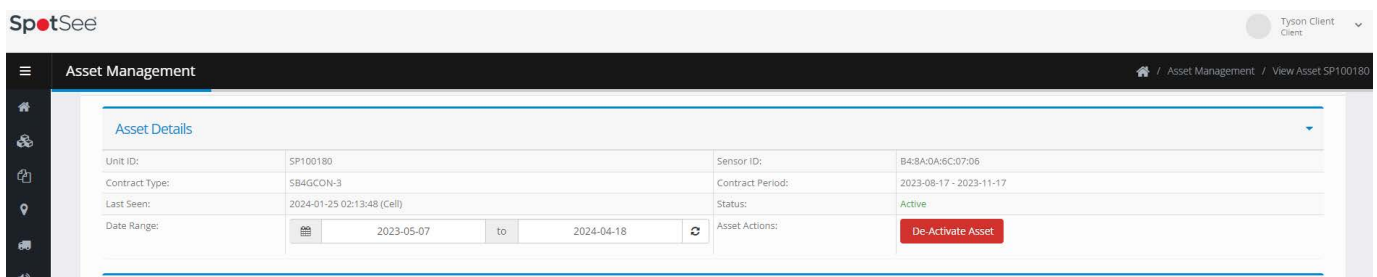 SpotSee
Tyson Client
Client
Asset Management
/ Asset Management / View Asset SP100180
Asset Details
Unit ID: SP100180 Sensor ID: B4:8A:0A:6C:07:06
Contract Type: SB4GCON-3 Contract Period: 2023-08-17 - 2023-11-17
Last Seen: 2024-01-25 02:13:48 (Cell) Status: Active
Date Range: 2023-05-07 to 2024-04-18 Asset Actions: De-Activate Asset